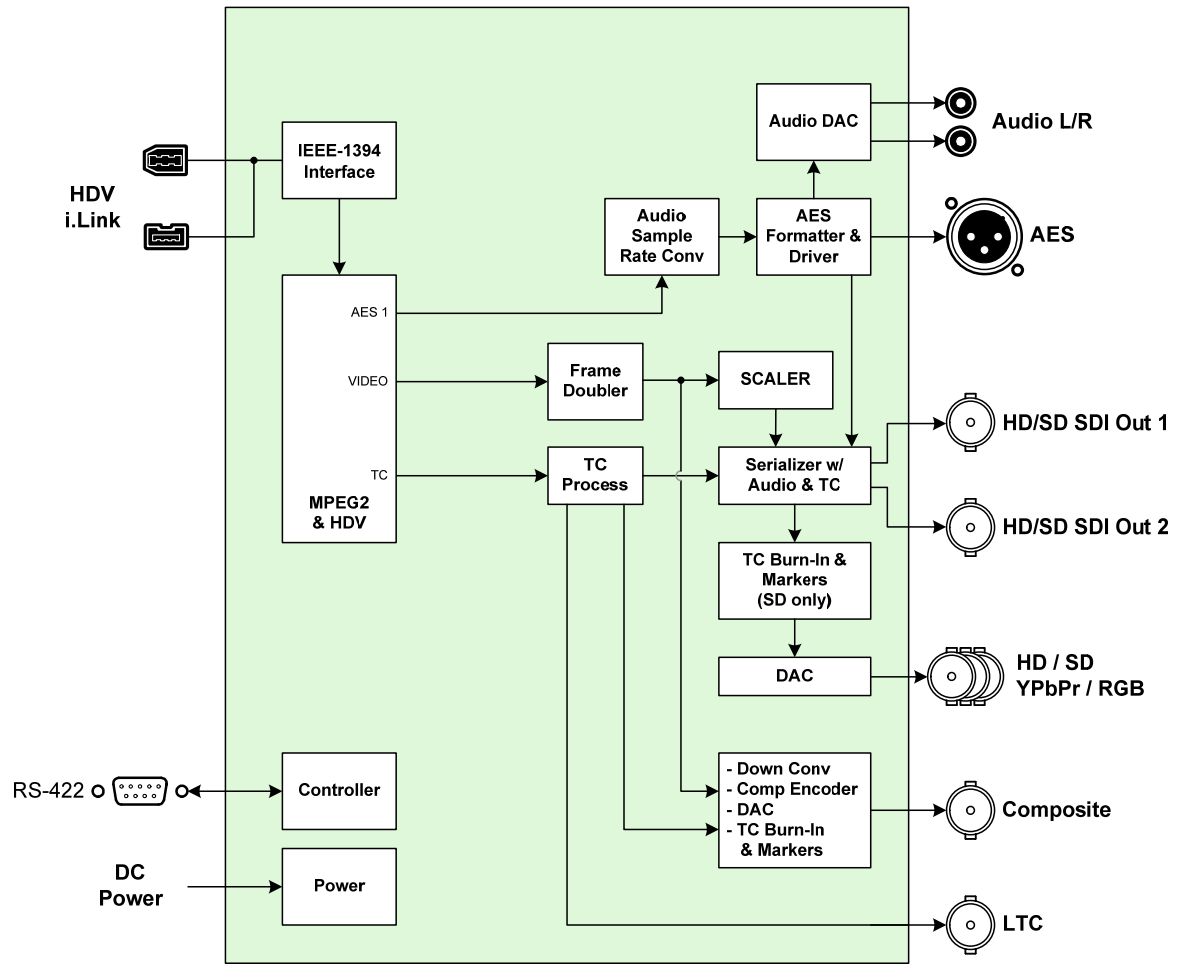 HDV
i.Link
IEEE-1394
Interface
AES 1
VIDEO
TC
MPEG2
& HDV
Audio
Sample
Rate Conv
Audio DAC
Audio L/R
AES
Formatter &
Driver
AES
Frame
Doubler
SCALER
TC
Process
Serializer w/
Audio & TC
HD/SD SDI Out 1
HD/SD SDI Out 2
TC Burn-In &
Markers
(SD only)
DAC
HD / SD
YPbPr / RGB
RS-422
Controller
- Down Conv
- Comp Encoder
- DAC
- TC Burn-In
& Markers
Composite
DC
Power
Power
LTC